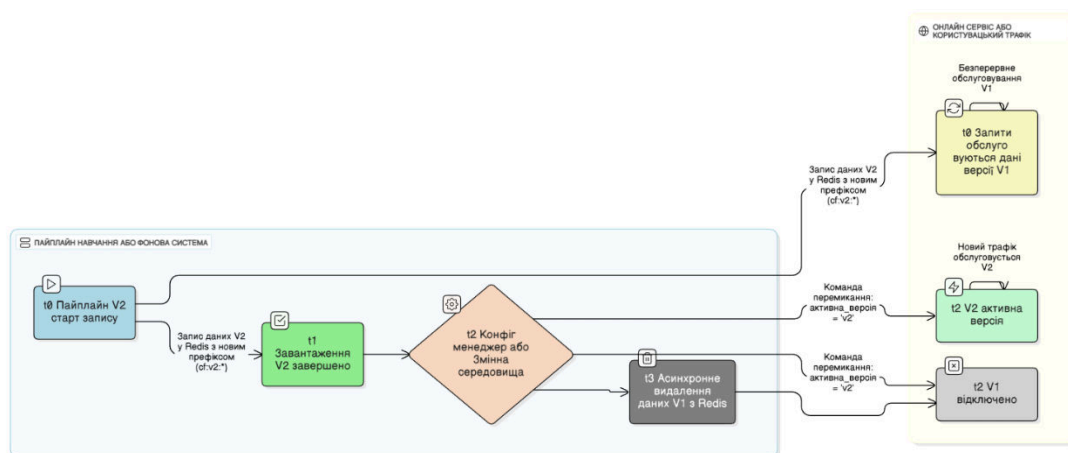 ОНЛАЙН СЕРВІС АБО
КОРИСТУВАЦЬКИЙ ТРАФІК
Безперервне
обслуговування
V1
t0 Запити
обслуго
вуються дані
версії V1
Запис даних V2
у Redis з новим
префіксом
(cf:v2:*)
ПАЙПЛАЙН НАВЧАННЯ АБО ФОНОВА СИСТЕМА
t0 Пайплайн V2
старт запису
Запис даних V2
у Redis з новим
префіксом
(cf:v2:*)
t1
Завантаження
V2 завершено
t2 Конфіг
менеджер або
Змінна
середовища
t3 Асинхронне
видалення
даних V1 з Redis
Команда
перемикання:
активна_версія
= 'v2'
Новий трафік
обслуговується
V2
t2 V2 активна
версія
Команда
перемикання:
активна_версія
= 'v2'
t2 V1
відключено